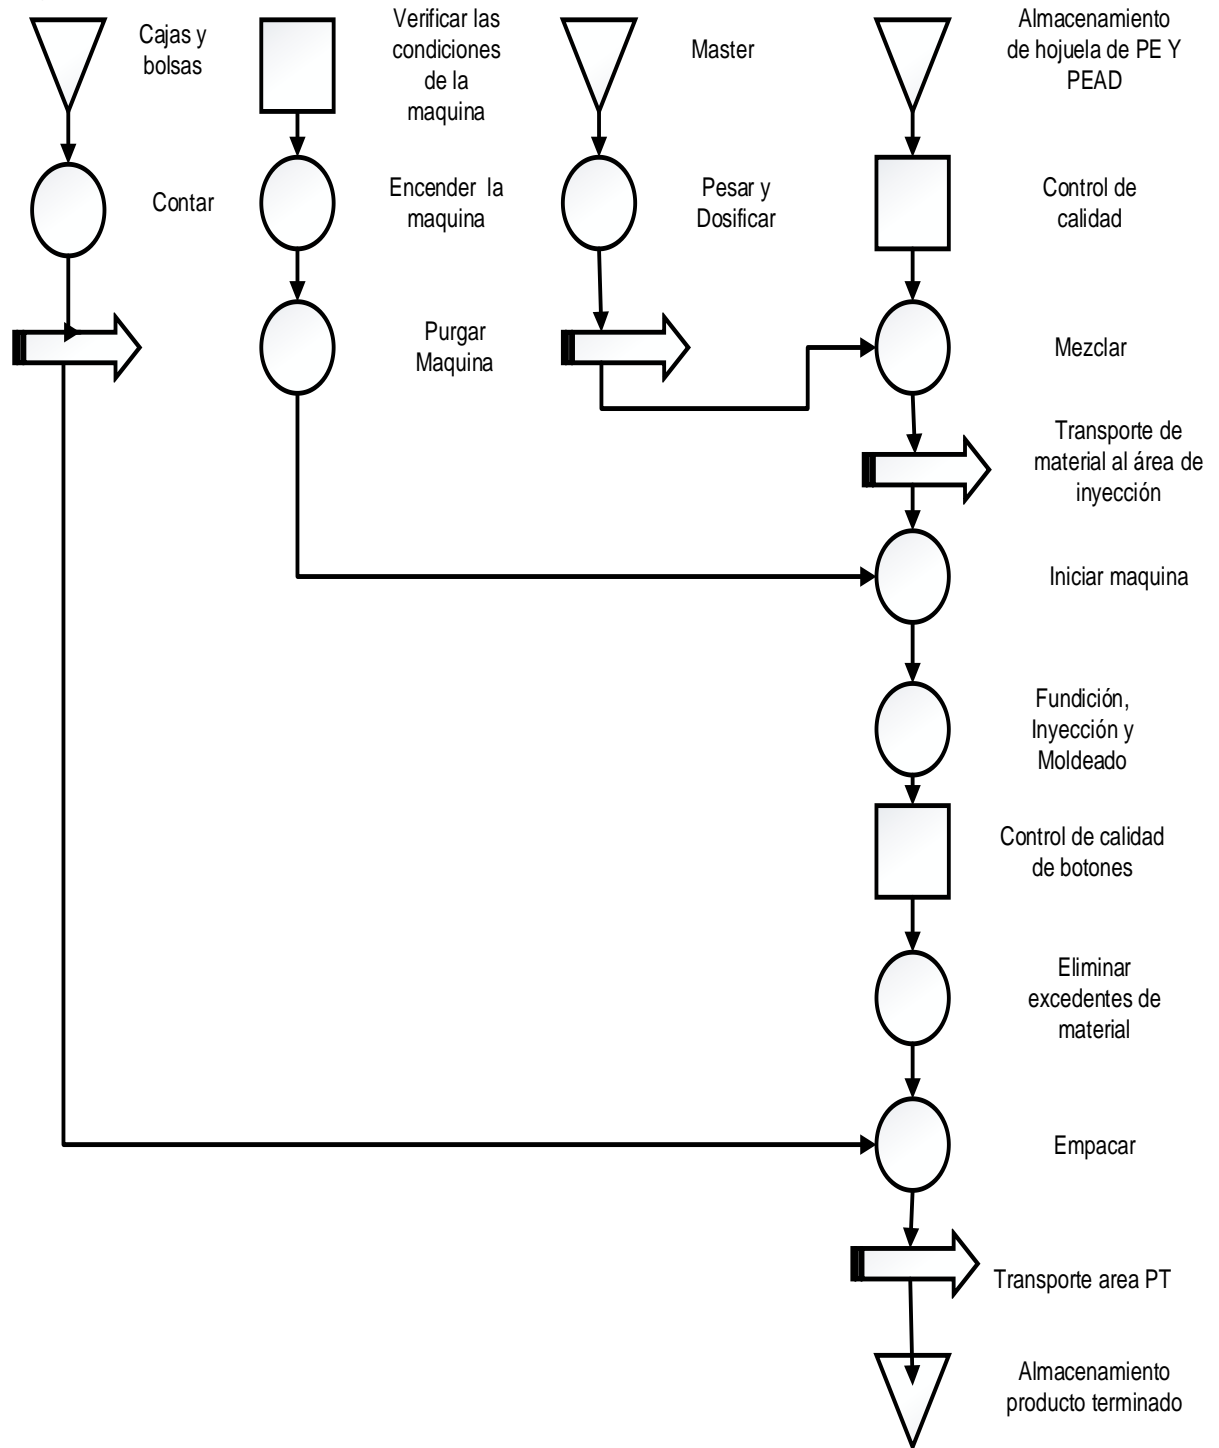 Cajas y
bolsas
Verificar las
condiciones
de la
maquina
Master
Almacenamiento
de hojuela de PE Y
PEAD
Contar
Encender la
maquina
Pesar y
Dosificar
Control de
calidad
Purgar
Maquina
Mezclar
Transporte de
material al área de
inyección
Iniciar maquina
Fundición,
Inyección y
Moldeado
Control de calidad
de botones
Eliminar
excedentes de
material
Empacar
Transporte area PT
Almacenamiento
producto terminado